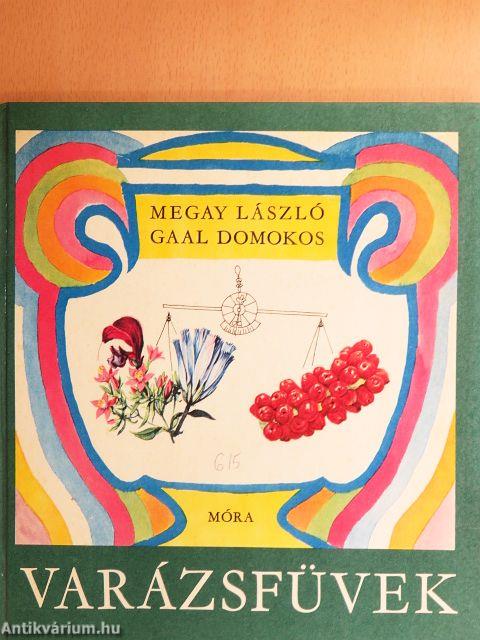 MEGAY LÁSZLÓ
GAAL DOMOKOS
615
MÓRA
VARÁZSFÜVEK
Antikvárium.hu